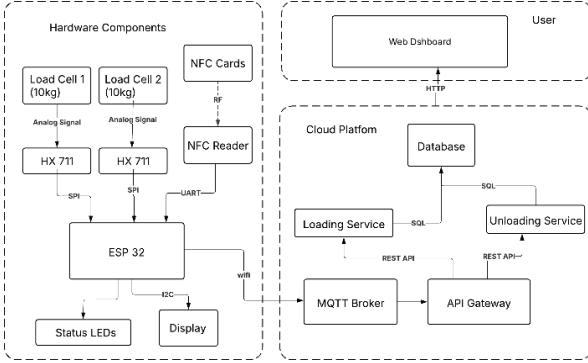 Hardware Components
Load Cell 1
(10kg)
Load Cell 2
(10kg)
NFC Cards
Analog Signal
Analog Signal
RF
HX 711
HX 711
NFC Reader
SPI
SPI
UART
ESP 32
wifi
I2C
Status LEDs
Display
User
Web Dshboard
HTTP
Cloud Platfom
Database
SQL
SQL
Loading Service
Unloading Service
REST API
REST API
MQTT Broker
API Gateway